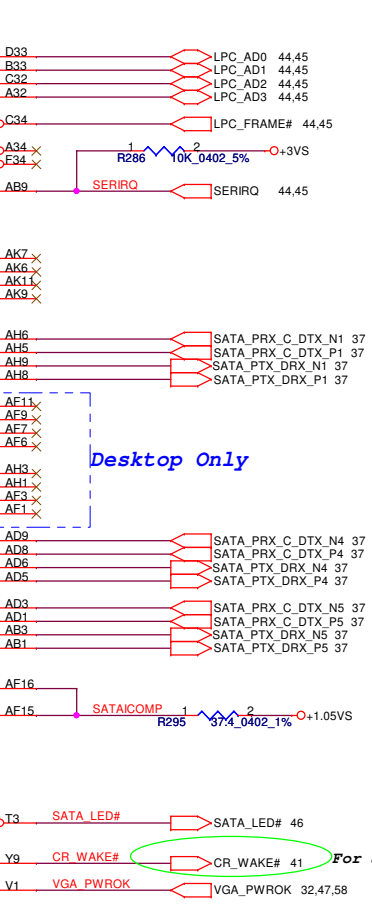 D33 LPC_AD0 44,45
B33 LPC_AD1 44,45
C32 LPC_AD2 44,45
A32 LPC_AD3 44,45
C34 LPC_FRAME# 44,45
A34 1 2 +3VS
E34 R286 10K_0402_5%
AB9 SERIRQ SERIRQ 44,45
AK7
AK6
AK11
AK9
AH6 SATA_PRX_C_DTX_N1 37
AH5 SATA_PRX_C_DTX_P1 37
AH9 SATA_PTX_DRX_N1 37
AH8 SATA_PTX_DRX_P1 37
AF11
AF9
AF7
AF6
Desktop Only
AH3
AH1
AF3
AF1
AD9 SATA_PRX_C_DTX_N4 37
AD8 SATA_PRX_C_DTX_P4 37
AD6 SATA_PTX_DRX_N4 37
AD5 SATA_PTX_DRX_P4 37
AD3 SATA_PRX_C_DTX_N5 37
AD1 SATA_PRX_C_DTX_P5 37
AB3 SATA_PTX_DRX_N5 37
AB1 SATA_PTX_DRX_P5 37
AF16
AF15 SATAICOMP 1 2 +1.05VS
R295 37.4_0402_1%
T3 SATA_LED# SATA_LED# 46
Y9 CR_WAKE# CR_WAKE# 41 For
V1 VGA_PWROK VGA_PWROK 32,47,58